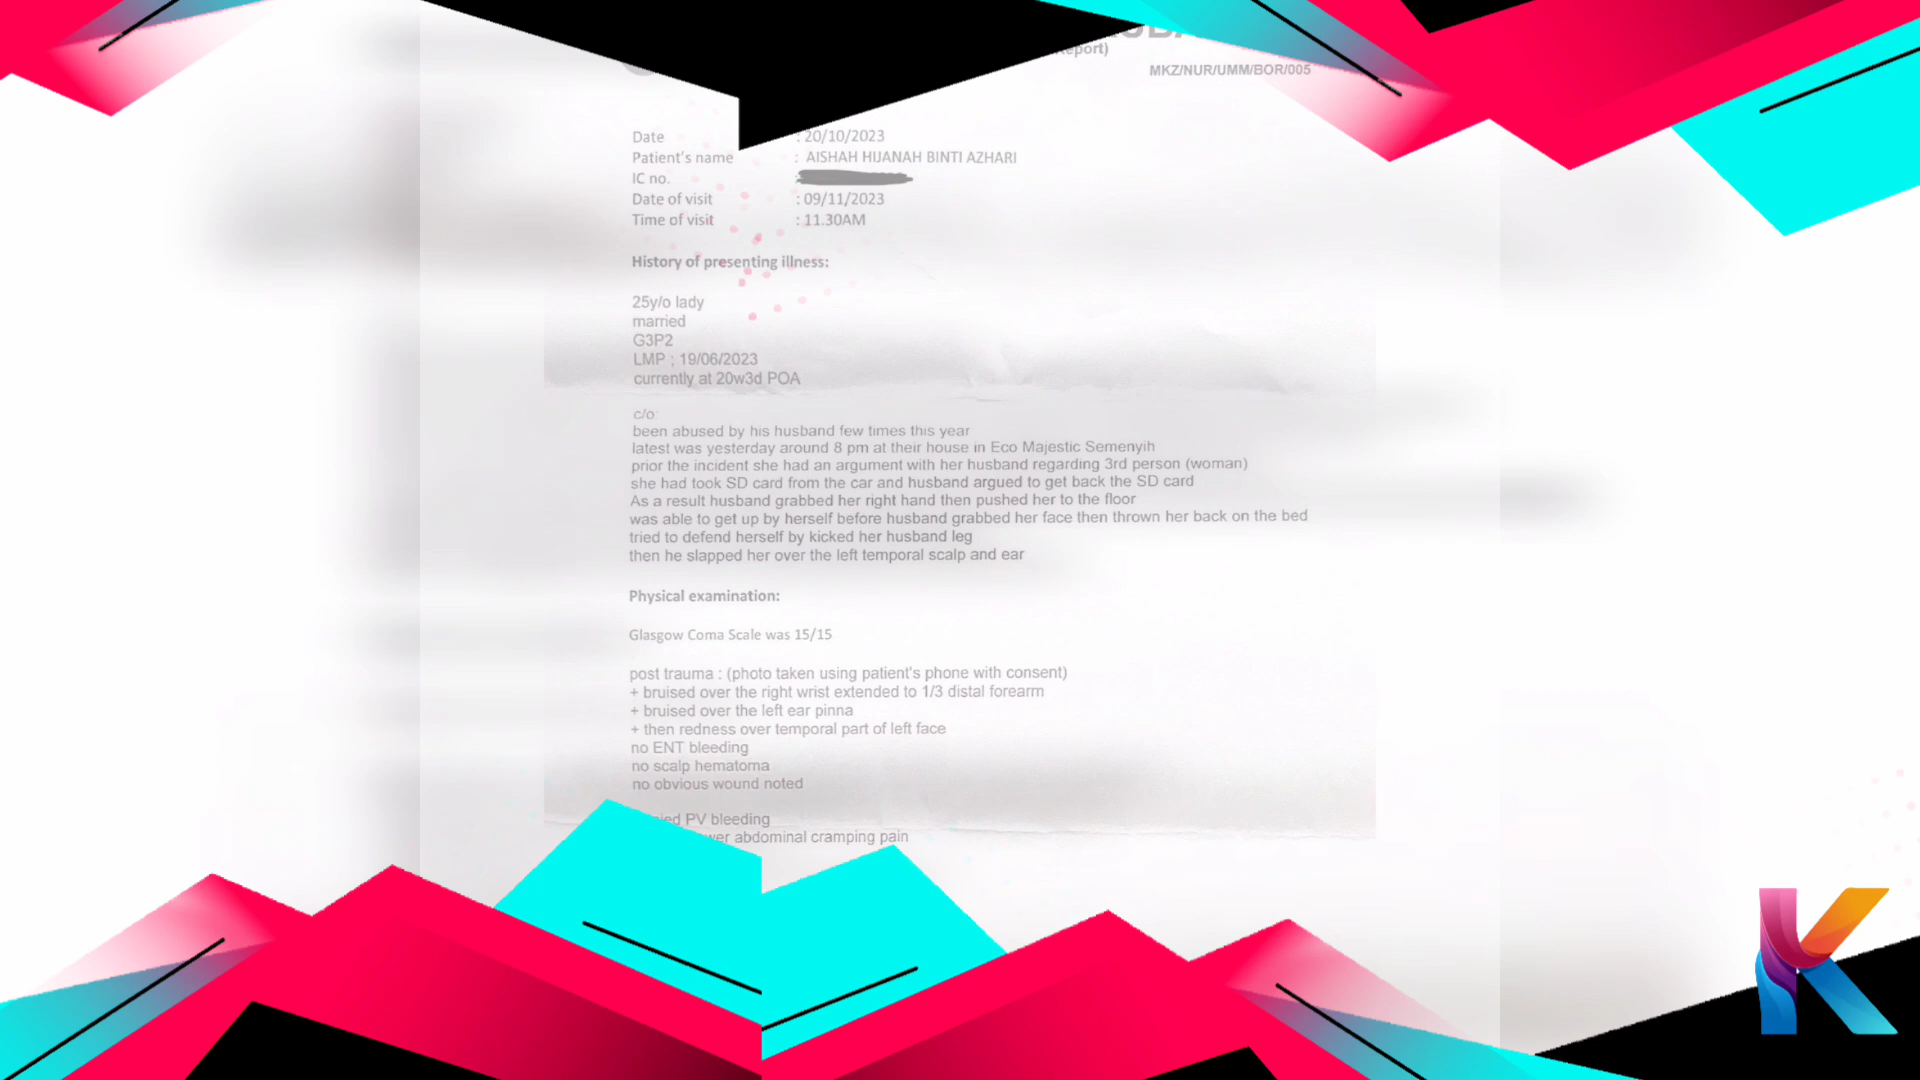 eport)
MKZ/NUR/UMM/BOR/005
Date : 20/10/2023
Patient's name : AISHAH HIJANAH BINTI AZHARI
IC no. :
Date of visit : 09/11/2023
Time of visit : 11.30AM
History of presenting illness:
25y/o lady
married
G3P2
LMP ; 19/06/2023
currently at 20w3d POA
c/o:
been abused by his husband few times this year
latest was yesterday around 8 pm at their house in Eco Majestic Semenyih
prior the incident she had an argument with her husband regarding 3rd person (woman)
she had took SD card from the car and husband argued to get back the SD card
As a result husband grabbed her right hand then pushed her to the floor
was able to get up by herself before husband grabbed her face then thrown her back on the bed
tried to defend herself by kicked her husband leg
then he slapped her over the left temporal scalp and ear
Physical examination:
Glasgow Coma Scale was 15/15
post trauma : (photo taken using patient's phone with consent)
+ bruised over the right wrist extended to 1/3 distal forearm
+ bruised over the left ear pinna
+ then redness over temporal part of left face
no ENT bleeding
no scalp hematoma
no obvious wound noted
PV bleeding
abdominal cramping pain
K